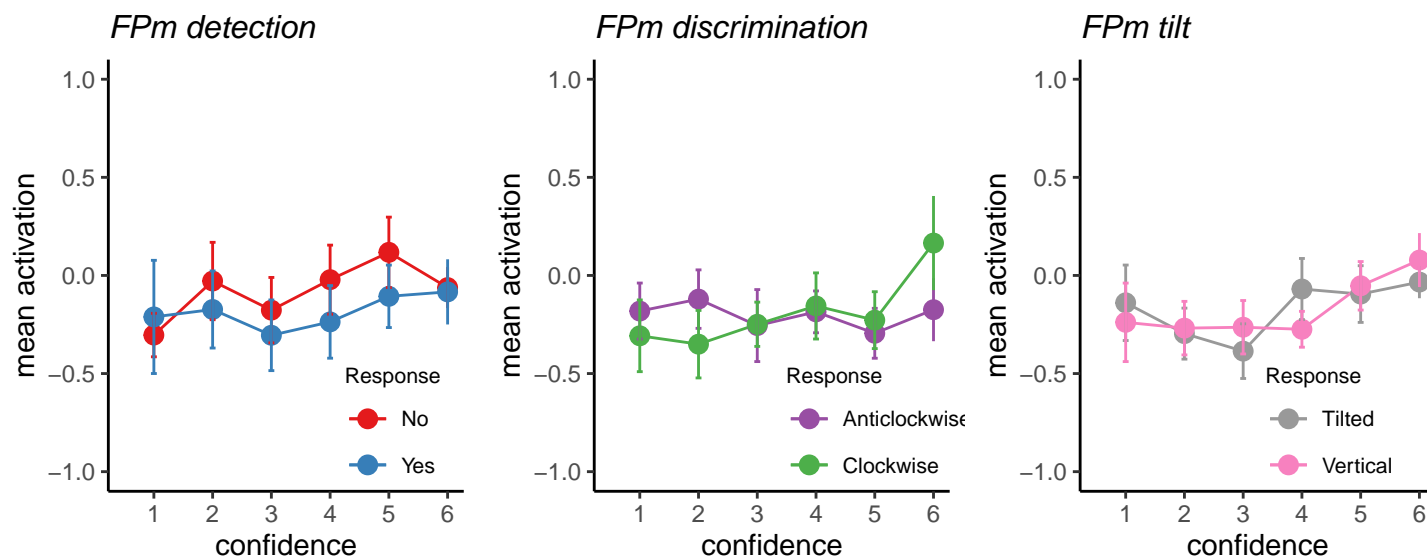 FPm detection
FPm discrimination
FPm tilt
mean activation
1.0
0.5
0.0
−0.5
−1.0
Response
No
Yes
1 2 3 4 5 6
confidence
mean activation
1.0
0.5
0.0
−0.5
−1.0
Response
Anticlockwise
Clockwise
1 2 3 4 5 6
confidence
mean activation
1.0
0.5
0.0
−0.5
−1.0
Response
Tilted
Vertical
1 2 3 4 5 6
confidence